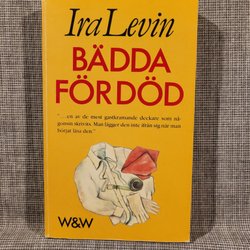 Ira Levin
BÄDDA
FÖR DÖD
"... en av de mest gastkramande deckare som nå-
gonsin skrivits. Man lägger den inte ifrån sig när man
börjat läsa den."
W&W